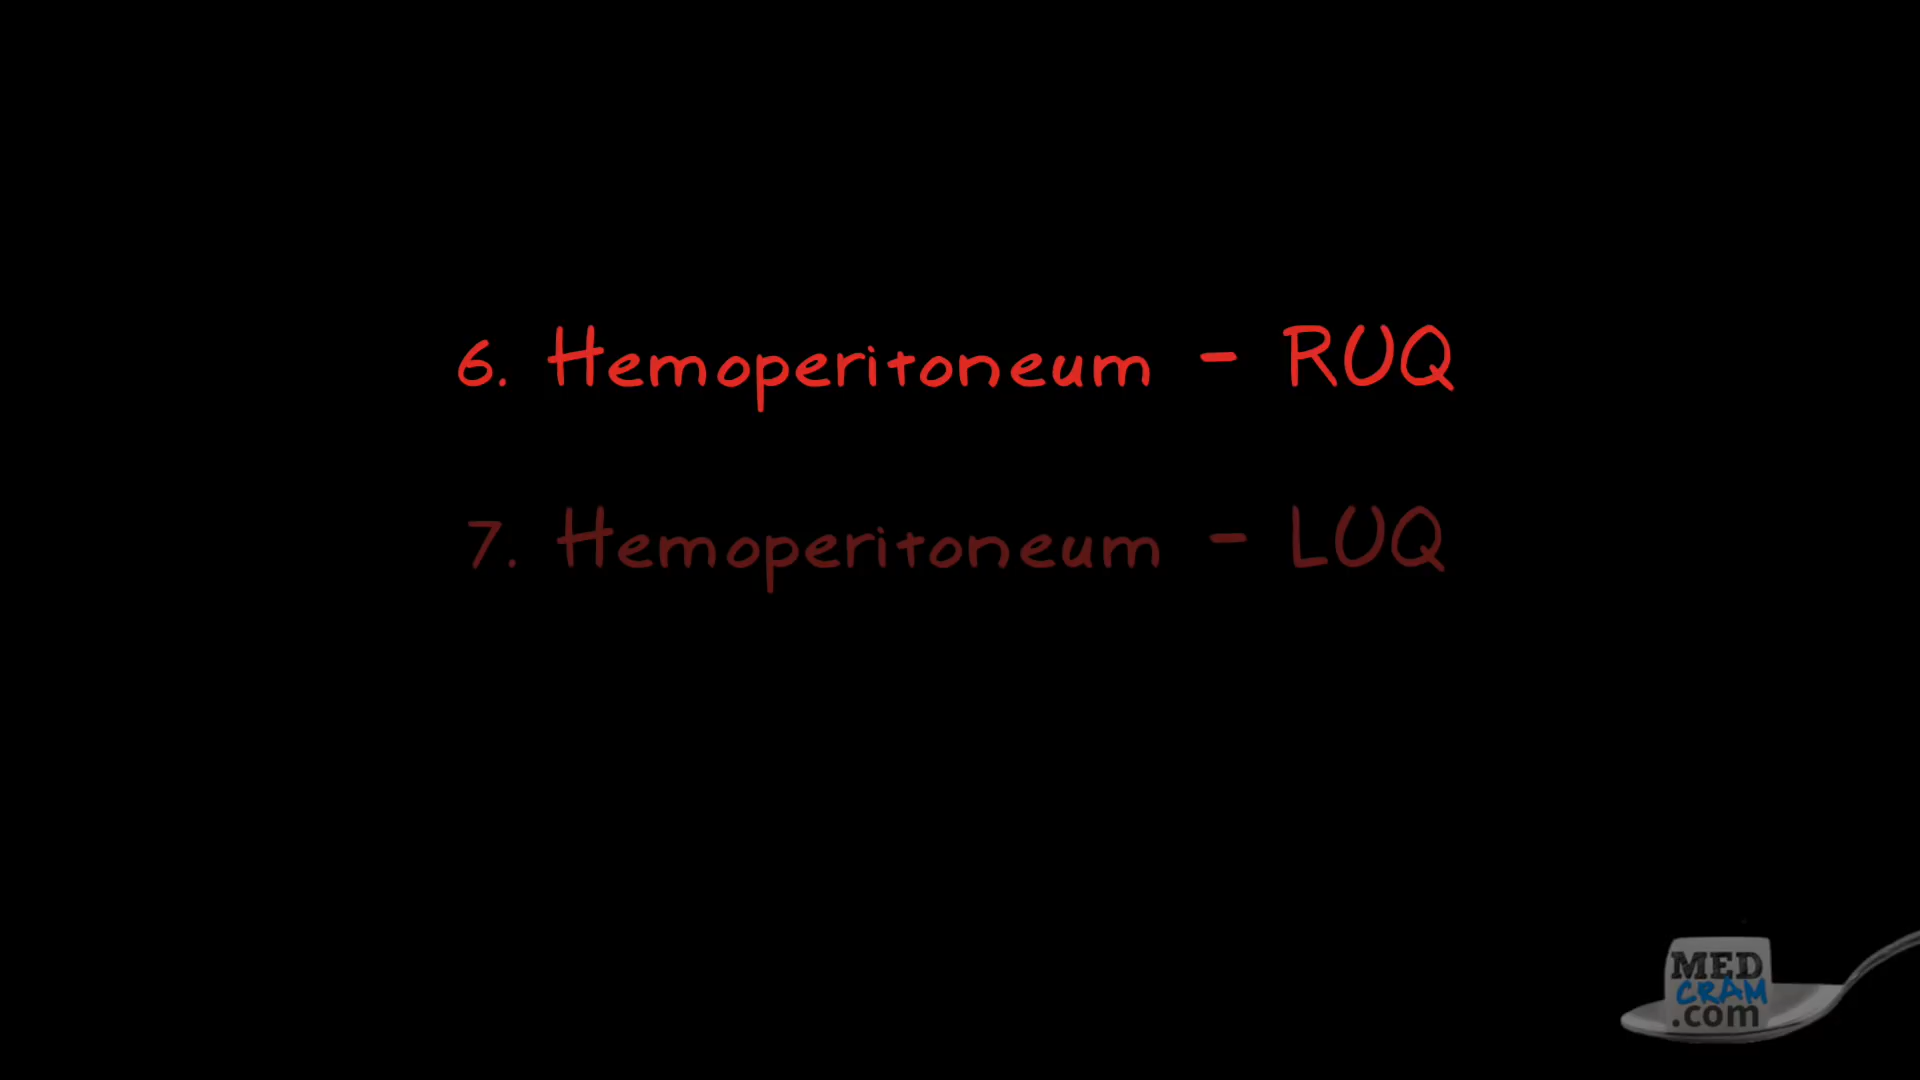 6. Hemoperitoneum - RUQ
7. Hemoperitoneum - LUQ
MED
CRAM
.com